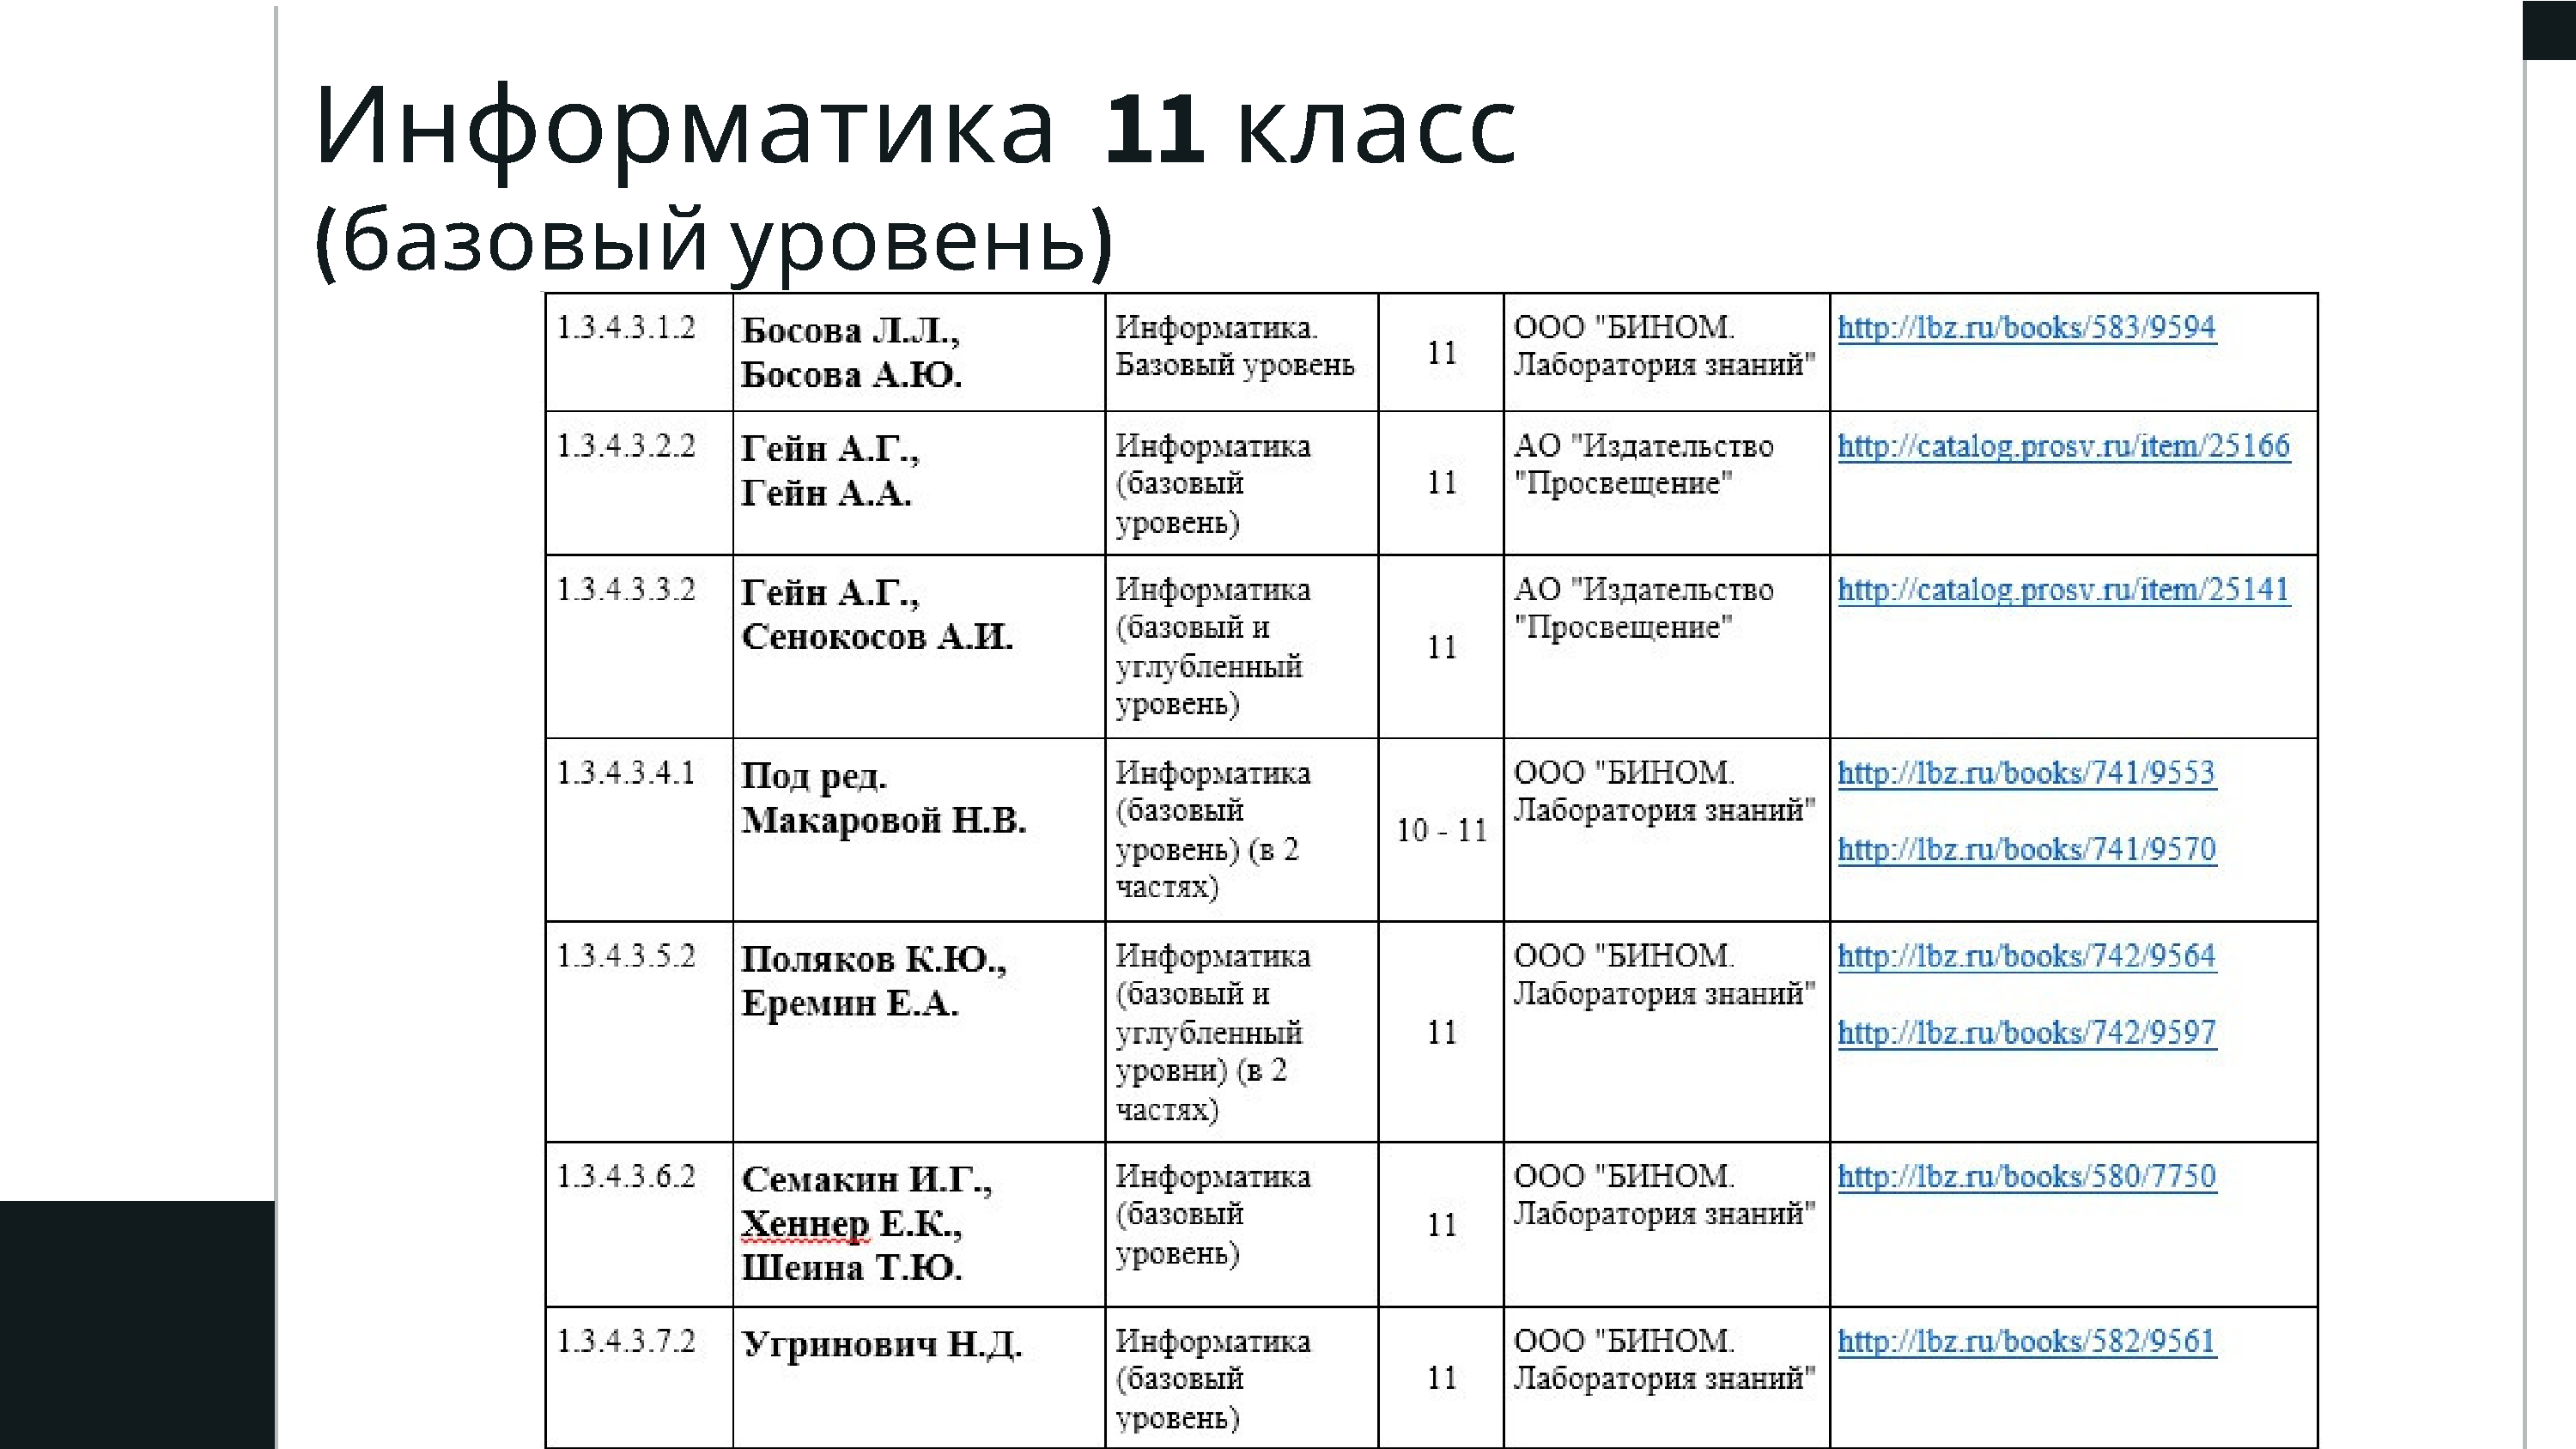 Информатика 11 класс
(базовый уровень)
1.3.4.3.1.2
Босова Л.Л.,
Босова А.Ю.
Информатика.
Базовый уровень
11
ООО "БИНОМ.
Лаборатория знаний"
http://lbz.ru/books/583/9594
1.3.4.3.2.2
Гейн А.Г.,
Гейн А.А.
Информатика
(базовый
уровень)
11
АО "Издательство
"Просвещение"
http://catalog.prosv.ru/item/25166
1.3.4.3.3.2
Гейн А.Г.,
Сенокосов А.И.
Информатика
(базовый и
углубленный
уровень)
11
АО "Издательство
"Просвещение"
http://catalog.prosv.ru/item/25141
1.3.4.3.4.1
Под ред.
Макаровой Н.В.
Информатика
(базовый
уровень) (в 2
частях)
10 - 11
ООО "БИНОМ.
Лаборатория знаний"
http://lbz.ru/books/741/9553
http://lbz.ru/books/741/9570
1.3.4.3.5.2
Поляков К.Ю.,
Еремин Е.А.
Информатика
(базовый и
углубленный
уровни) (в 2
частях)
11
ООО "БИНОМ.
Лаборатория знаний"
http://lbz.ru/books/742/9564
http://lbz.ru/books/742/9597
1.3.4.3.6.2
Семакин И.Г.,
Хеннер Е.К.,
Шеина Т.Ю.
Информатика
(базовый
уровень)
11
ООО "БИНОМ.
Лаборатория знаний"
http://lbz.ru/books/580/7750
1.3.4.3.7.2
Угринович Н.Д.
Информатика
(базовый
уровень)
11
ООО "БИНОМ.
Лаборатория знаний"
http://lbz.ru/books/582/9561